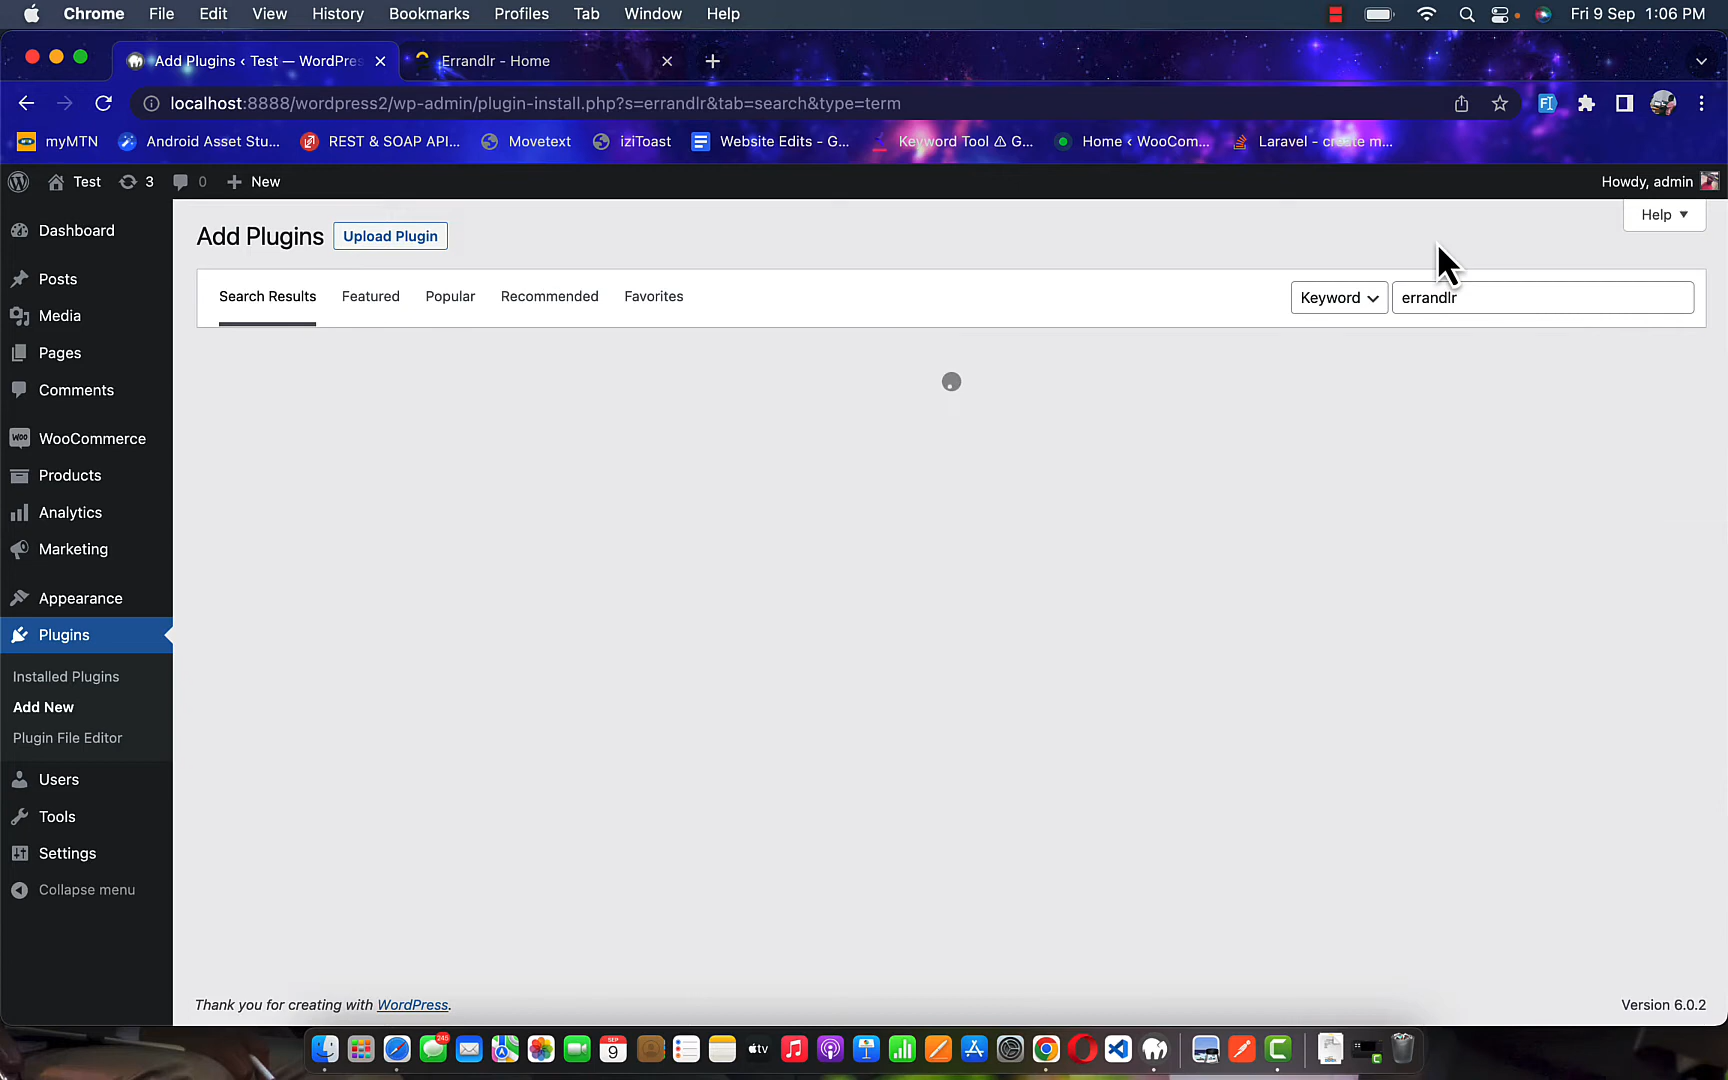 Chrome File Edit View History Bookmarks Profiles Tab Window Help Fri 9 Sep 1:06 PM
Add Plugins ‹ Test — WordPres Errandlr - Home
localhost:8888/wordpress2/wp-admin/plugin-install.php?s=errandlr&tab=search&type=term
myMTN Android Asset Stu... REST & SOAP API... Movetext iziToast Website Edits - G... Keyword Tool ⚠ G... Home ‹ WooCom... Laravel - create m...
Test 3 0 New Howdy, admin
Help
Dashboard
Posts
Media
Pages
Comments
WooCommerce
Products
Analytics
Marketing
Appearance
Plugins
Installed Plugins
Add New
Plugin File Editor
Users
Tools
Settings
Collapse menu
Add Plugins Upload Plugin
Search Results Featured Popular Recommended Favorites Keyword errandlr
Thank you for creating with WordPress. Version 6.0.2
245
SEP
9
tv